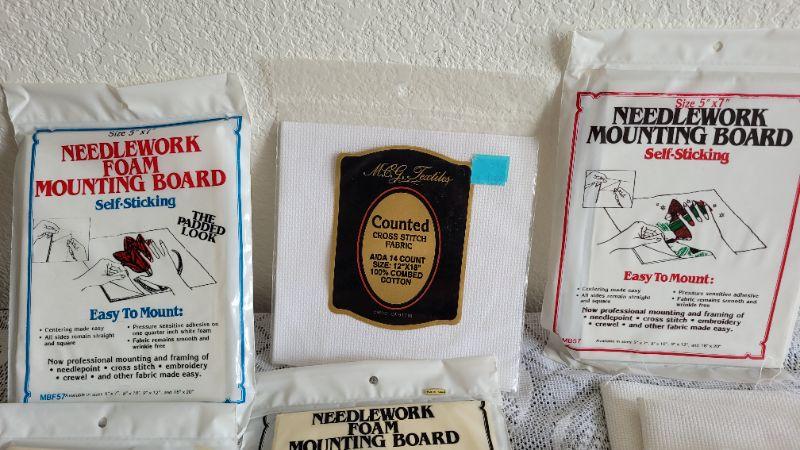 Size 5" x 7"
NEEDLEWORK
FOAM
MOUNTING BOARD
Self-Sticking
THE
PADDED
LOOK
Easy To Mount:
• Centering made easy
• All sides remain straight
and square
• Pressure sensitive adhesive on
one quarter inch white foam
• Fabric remains smooth and
wrinkle free
Now professional mounting and framing of
• needlepoint • cross stitch • embroidery
• crewel • and other fabric made easy.
MBF57
M.C.G. Textiles
Counted
CROSS STITCH
FABRIC
AIDA 14 COUNT
SIZE: 12"X18"
100% COMBED
COTTON
Size 5" x 7"
NEEDLEWORK
MOUNTING BOARD
Self-Sticking
Easy To Mount:
• Centering made easy
• All sides remain straight
and square
• Pressure sensitive adhesive
• Fabric remains smooth and
wrinkle free
Now professional mounting and framing of
• needlepoint • cross stitch • embroidery
• crewel • and other fabric made easy.
MB57
NEEDLEWORK
FOAM
MOUNTING BOARD